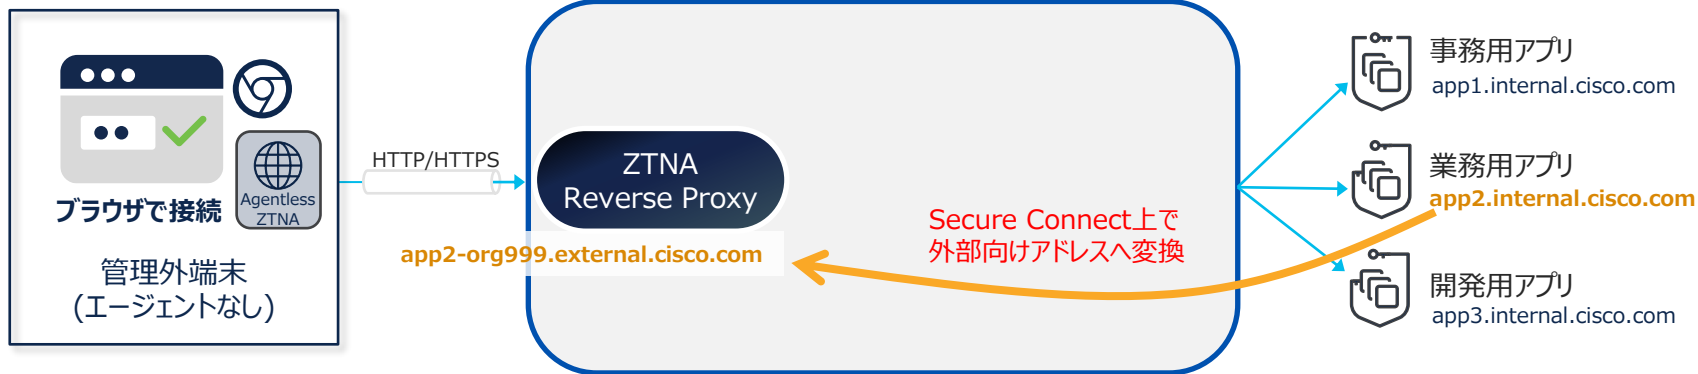 ブラウザで接続
Agentless
ZTNA
管理外端末
(エージェントなし)
HTTP/HTTPS
ZTNA
Reverse Proxy
app2-org999.external.cisco.com
Secure Connect上で
外部向けアドレスへ変換
事務用アプリ
app1.internal.cisco.com
業務用アプリ
app2.internal.cisco.com
開発用アプリ
app3.internal.cisco.com